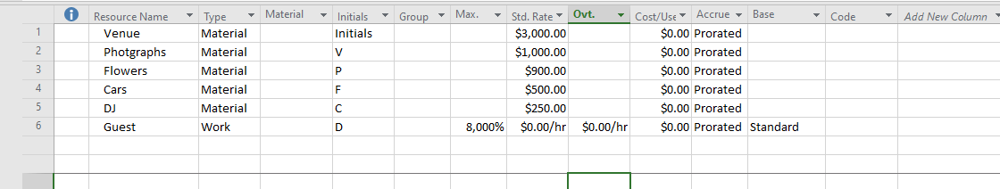 Resource Name Type Material Initials Group Max. Std. Rate Ovt. Cost/Use Accrue Base Code Add New Column
1 Venue Material Initials $3,000.00 $0.00 Prorated
2 Photgraphs Material V $1,000.00 $0.00 Prorated
3 Flowers Material P $900.00 $0.00 Prorated
4 Cars Material F $500.00 $0.00 Prorated
5 DJ Material C $250.00 $0.00 Prorated
6 Guest Work D 8,000% $0.00/hr $0.00/hr $0.00 Prorated Standard